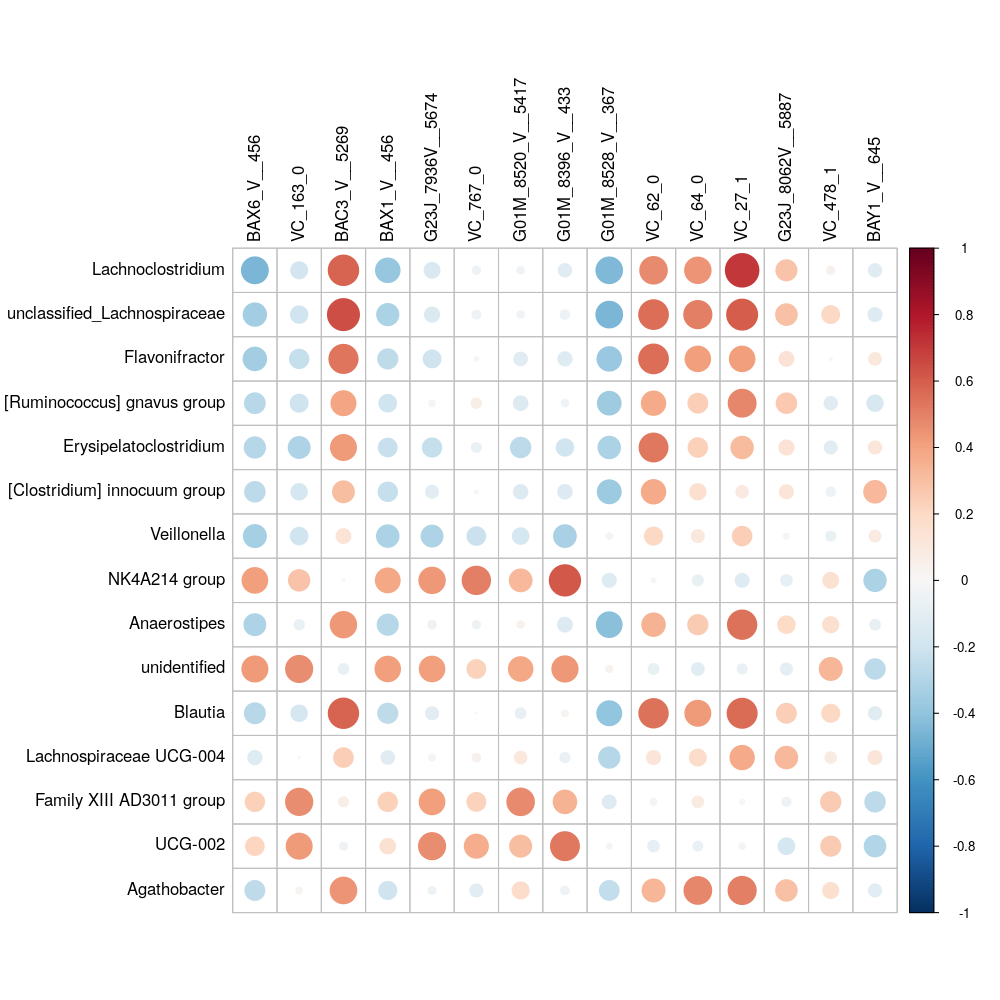 BAX6_V__456
VC_163_0
BAC3_V__5269
BAX1_V__456
G23J_7936V__5674
VC_767_0
G01M_8520_V__5417
G01M_8396_V__433
G01M_8528_V__367
VC_62_0
VC_64_0
VC_27_1
G23J_8062V__5887
VC_478_1
BAY1_V__645
Lachnoclostridium
unclassified_Lachnospiraceae
Flavonifractor
[Ruminococcus] gnavus group
Erysipelatoclostridium
[Clostridium] innocuum group
Veillonella
NK4A214 group
Anaerostipes
unidentified
Blautia
Lachnospiraceae UCG-004
Family XIII AD3011 group
UCG-002
Agathobacter
1
0.8
0.6
0.4
0.2
0
-0.2
-0.4
-0.6
-0.8
-1